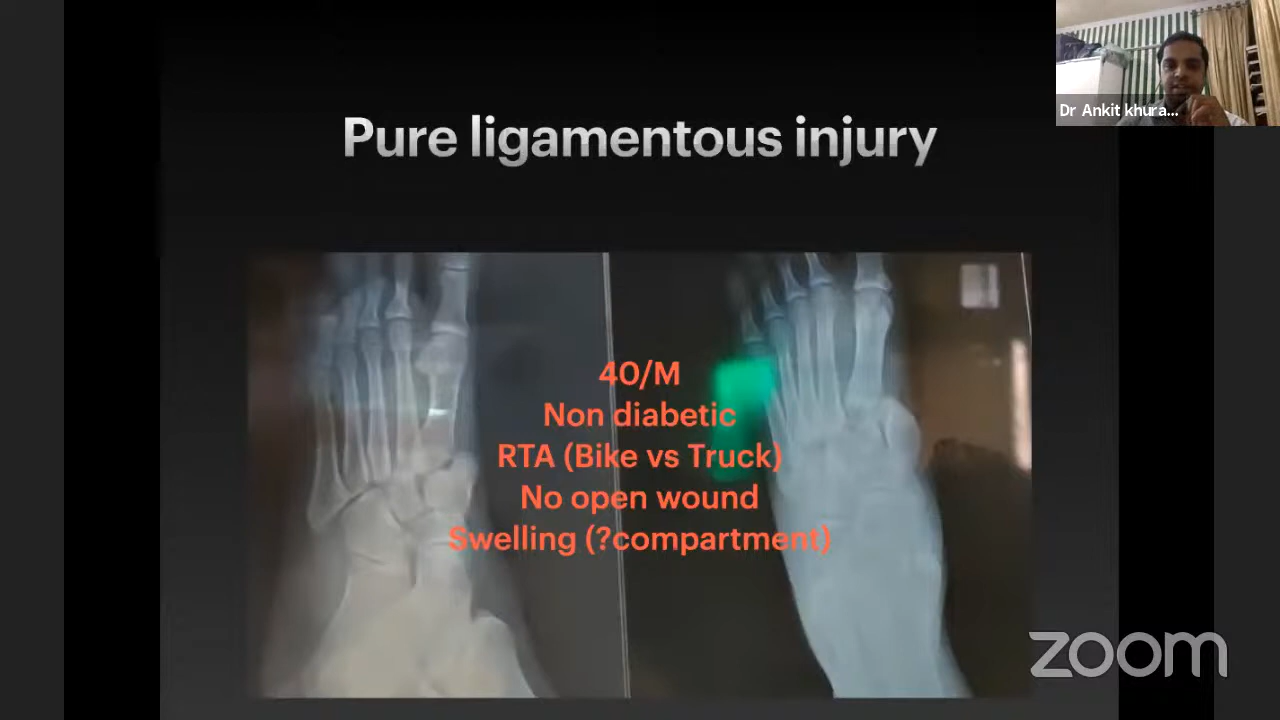 Dr Ankit khura...
Pure ligamentous injury
40/M
Non diabetic
RTA (Bike vs Truck)
No open wound
Swelling (?compartment)
zoom